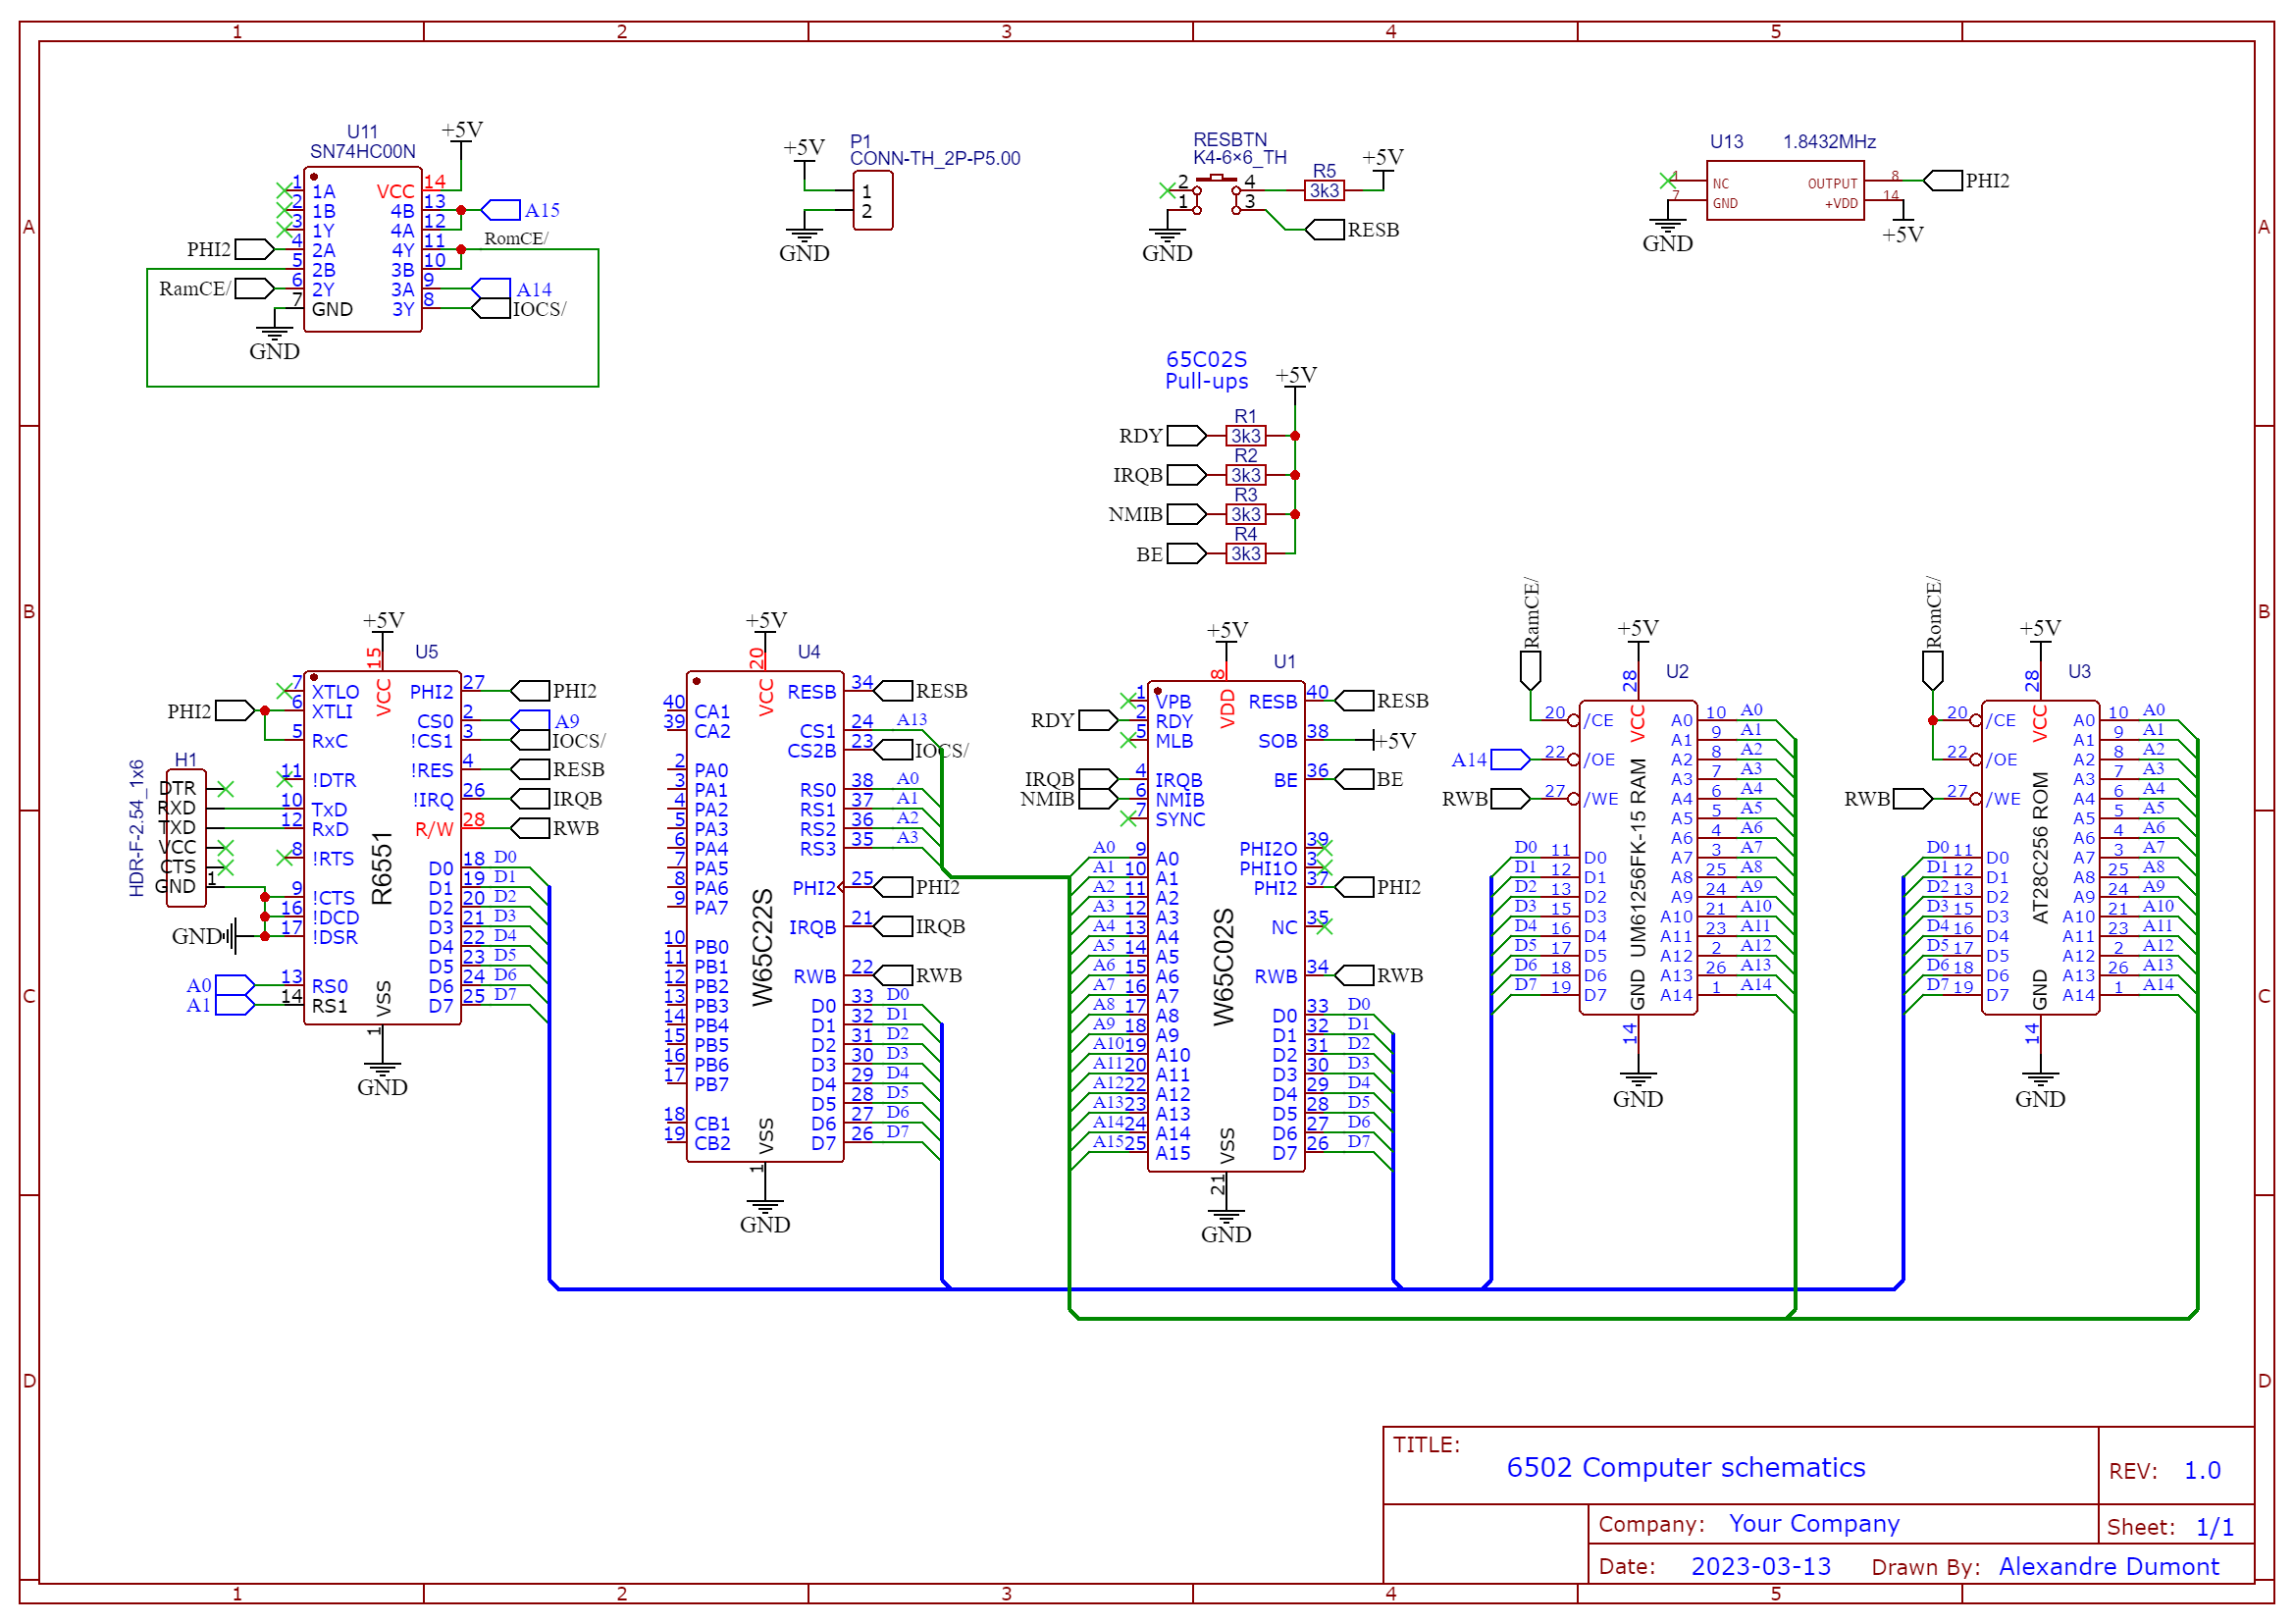 1 2 3 4 5
A
B
C
D
U11
SN74HC00N
+5V
1 1A
2 1B
3 1Y
4 2A
5 2B
6 2Y
7 GND
VCC 14
4B 13
4A 12
4Y 11
3B 10
3A 9
3Y 8
PHI2
RamCE/
GND
A15
RomCE/
A14
IOCS/
+5V
P1
CONN-TH_2P-P5.00
1
2
GND
RESBTN
K4-6×6_TH
2 4
1 3
R5
3k3
+5V
RESB
GND
U13 1.8432MHz
1 NC
7 GND
OUTPUT 8
+VDD 14
PHI2
GND
+5V
65C02S
Pull-ups
+5V
RDY R1 3k3
IRQB R2 3k3
NMIB R3 3k3
BE R4 3k3
+5V
U5
R6551
15 VCC
7 XTLO
6 XTLI
5 RxC
11 !DTR
10 TxD
12 RxD
8 !RTS
9 !CTS
16 !DCD
17 !DSR
13 RS0
14 RS1
PHI2
A0
A1
GND
PHI2 27 PHI2
CS0 2 A9
!CS1 3 IOCS/
!RES 4 RESB
!IRQ 26 IRQB
R/W 28 RWB
D0 18 D0
D1 19 D1
D2 20 D2
D3 21 D3
D4 22 D4
D5 23 D5
D6 24 D6
D7 25 D7
VSS 1
GND
H1
HDR-F-2.54_1x6
DTR
RXD
TXD
VCC
CTS
GND 1
+5V
U4
W65C22S
20 VCC
40 CA1
39 CA2
2 PA0
3 PA1
4 PA2
5 PA3
6 PA4
7 PA5
8 PA6
9 PA7
10 PB0
11 PB1
12 PB2
13 PB3
14 PB4
15 PB5
16 PB6
17 PB7
18 CB1
19 CB2
RESB 34 RESB
CS1 24 A13
CS2B 23 IOCS/
RS0 38 A0
RS1 37 A1
RS2 36 A2
RS3 35 A3
PHI2 25 PHI2
IRQB 21 IRQB
RWB 22 RWB
D0 33 D0
D1 32 D1
D2 31 D2
D3 30 D3
D4 29 D4
D5 28 D5
D6 27 D6
D7 26 D7
VSS 1
GND
+5V
U1
W65C02S
8 VDD
1 VPB
RDY 2 RDY
5 MLB
IRQB 4 IRQB
NMIB 6 NMIB
7 SYNC
A0 9 A0
A1 10 A1
A2 11 A2
A3 12 A3
A4 13 A4
A5 14 A5
A6 15 A6
A7 16 A7
A8 17 A8
A9 18 A9
A10 19 A10
A11 20 A11
A12 22 A12
A13 23 A13
A14 24 A14
A15 25 A15
RESB 40 RESB
SOB 38 +5V
BE 36 BE
PHI2O 39
PHI1O 3
PHI2 37 PHI2
NC 35
RWB 34 RWB
D0 33 D0
D1 32 D1
D2 31 D2
D3 30 D3
D4 29 D4
D5 28 D5
D6 27 D6
D7 26 D7
VSS 21
GND
RamCE/
+5V
U2
UM61256FK-15 RAM
28 VCC
20 /CE
A14 22 /OE
RWB 27 /WE
D0 11 D0
D1 12 D1
D2 13 D2
D3 15 D3
D4 16 D4
D5 17 D5
D6 18 D6
D7 19 D7
A0 10 A0
A1 9 A1
A2 8 A2
A3 7 A3
A4 6 A4
A5 5 A5
A6 4 A6
A7 3 A7
A8 25 A8
A9 24 A9
A10 21 A10
A11 23 A11
A12 2 A12
A13 26 A13
A14 1 A14
GND 14
GND
RomCE/
+5V
U3
AT28C256 ROM
28 VCC
20 /CE
22 /OE
RWB 27 /WE
D0 11 D0
D1 12 D1
D2 13 D2
D3 15 D3
D4 16 D4
D5 17 D5
D6 18 D6
D7 19 D7
A0 10 A0
A1 9 A1
A2 8 A2
A3 7 A3
A4 6 A4
A5 5 A5
A6 4 A6
A7 3 A7
A8 25 A8
A9 24 A9
A10 21 A10
A11 23 A11
A12 2 A12
A13 26 A13
A14 1 A14
GND 14
GND
TITLE:
6502 Computer schematics
REV: 1.0
Company: Your Company
Sheet: 1/1
Date: 2023-03-13 Drawn By: Alexandre Dumont
A
B
C
D
1 2 3 4 5